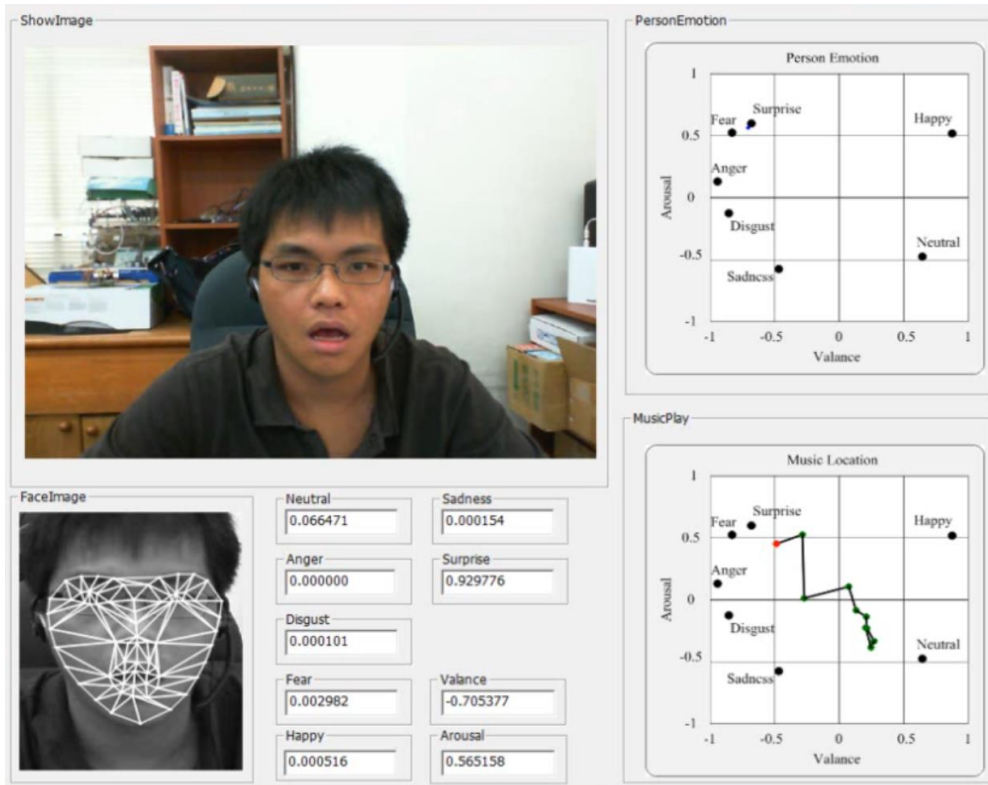 ShowImage
PersonEmotion
Person Emotion
1
Surprise
Fear
Happy
0.5
Anger
Arousal
0
Disgust
Neutral
-0.5
Sadness
-1
-1 -0.5 0 0.5 1
Valance
MusicPlay
Music Location
1
Surprise
Fear
Happy
0.5
Anger
Arousal
0
Disgust
Neutral
-0.5
Sadness
-1
-1 -0.5 0 0.5 1
Valance
FaceImage
Neutral
0.066471
Sadness
0.000154
Anger
0.000000
Surprise
0.929776
Disgust
0.000101
Fear
0.002982
Valance
-0.705377
Happy
0.000516
Arousal
0.565158